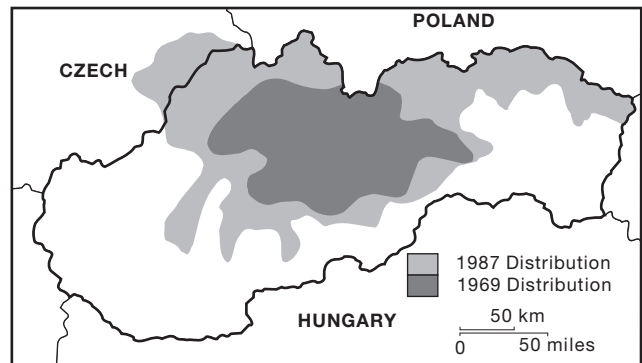 POLAND
CZECH
1987 Distribution
1969 Distribution
HUNGARY
50 km
0 50 miles